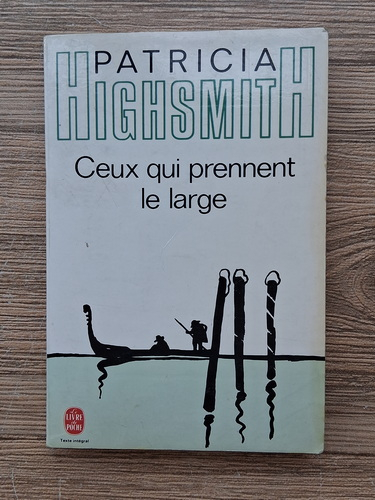 PATRICIA
HIGHSMITH
Ceux qui prennent
le large
Le
LIVRE
de
POCHE
Texte intégral